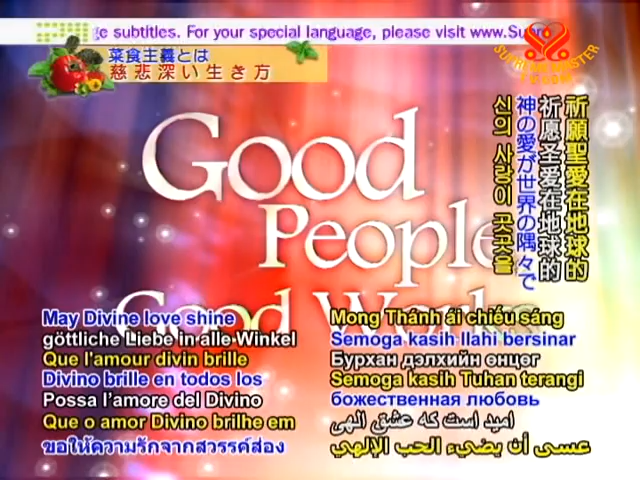 ge subtitles. For your special language, please visit www.Supr
菜食主義とは
慈悲深い生き方
SUPREME MASTER
Good
People
Good Works
祈願聖愛在地球的
祈愿圣爱在地球的
神の愛が世界の隅々で
신의 사랑이 곳곳을
May Divine love shine
göttliche Liebe in alle Winkel
Que l'amour divin brille
Divino brille en todos los
Possa l'amore del Divino
Que o amor Divino brilhe em
ขอให้ความรักจากสวรรค์ส่อง
Mong Thánh ái chiếu sáng
Semoga kasih Ilahi bersinar
Бурхан дэлхийн өнцөг
Semoga kasih Tuhan terangi
божественная любовь
امید است که عشق الهی
عسى أن يضيء الحب الإلهي